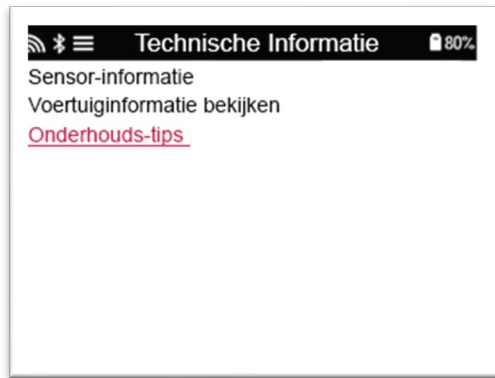 Technische Informatie 80%
Sensor-informatie
Voertuiginformatie bekijken
Onderhouds-tips